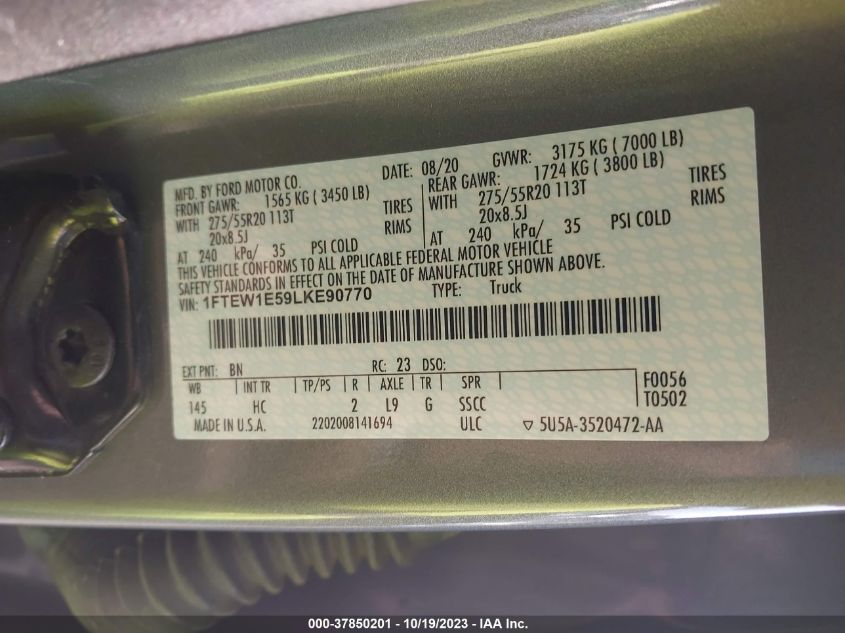 MFD. BY FORD MOTOR CO. DATE: 08/20 GVWR: 3175 KG ( 7000 LB)
FRONT GAWR: 1565 KG ( 3450 LB) REAR GAWR: 1724 KG ( 3800 LB)
WITH 275/55R20 113T TIRES WITH 275/55R20 113T TIRES
20x8.5J RIMS 20x8.5J RIMS
AT 240 kPa/ 35 PSI COLD AT 240 kPa/ 35 PSI COLD
THIS VEHICLE CONFORMS TO ALL APPLICABLE FEDERAL MOTOR VEHICLE
SAFETY STANDARDS IN EFFECT ON THE DATE OF MANUFACTURE SHOWN ABOVE.
VIN: 1FTEW1E59LKE90770 TYPE: Truck
EXT PNT: BN RC: 23 DSO:
WB INT TR TP/PS R AXLE TR SPR F0056
145 HC 2 L9 G SSCC T0502
MADE IN U.S.A. 2202008141694 ULC ▽ 5U5A-3520472-AA
000-37850201 - 10/19/2023 - IAA Inc.